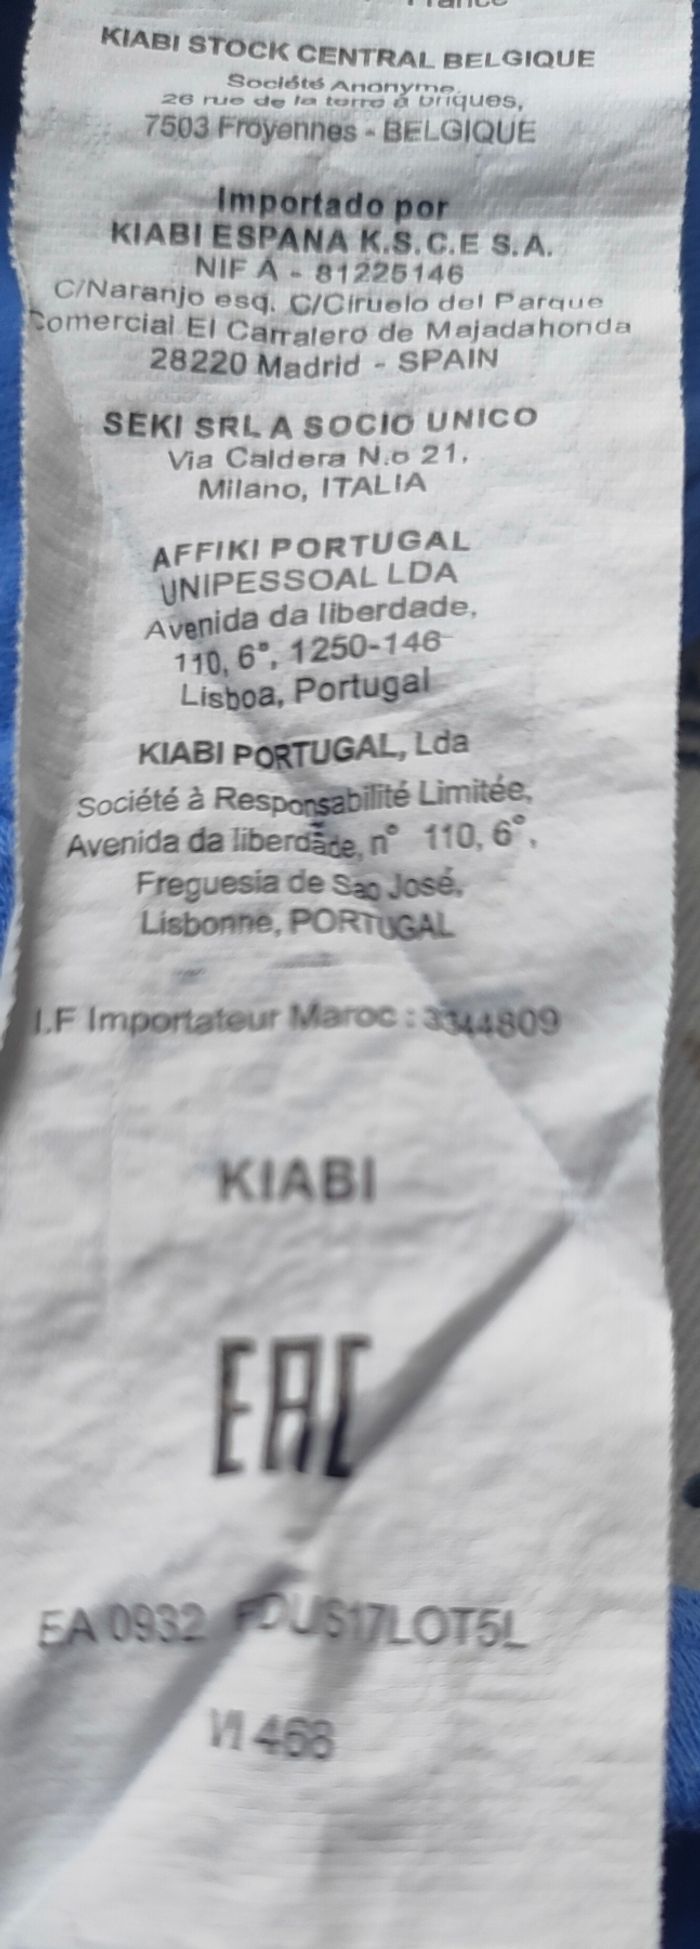 France
KIABI STOCK CENTRAL BELGIQUE
Société Anonyme,
26 rue de la terre à briques,
7503 Froyennes - BELGIQUE
Importado por
KIABI ESPANA K.S.C.E S.A.
NIF A - 81225146
C/Naranjo esq. C/Ciruelo del Parque
Comercial El Carralero de Majadahonda
28220 Madrid - SPAIN
SEKI SRL A SOCIO UNICO
Via Caldera N.o 21,
Milano, ITALIA
AFFIKI PORTUGAL
UNIPESSOAL LDA
Avenida da liberdade,
110, 6°, 1250-146
Lisboa, Portugal
KIABI PORTUGAL, Lda
Société à Responsabilité Limitée,
Avenida da liberdade, n° 110, 6°,
Freguesia de Sao José,
Lisbonne, PORTUGAL
I.F Importateur Maroc : 3344809
KIABI
EAC
EA 0932
VI 468